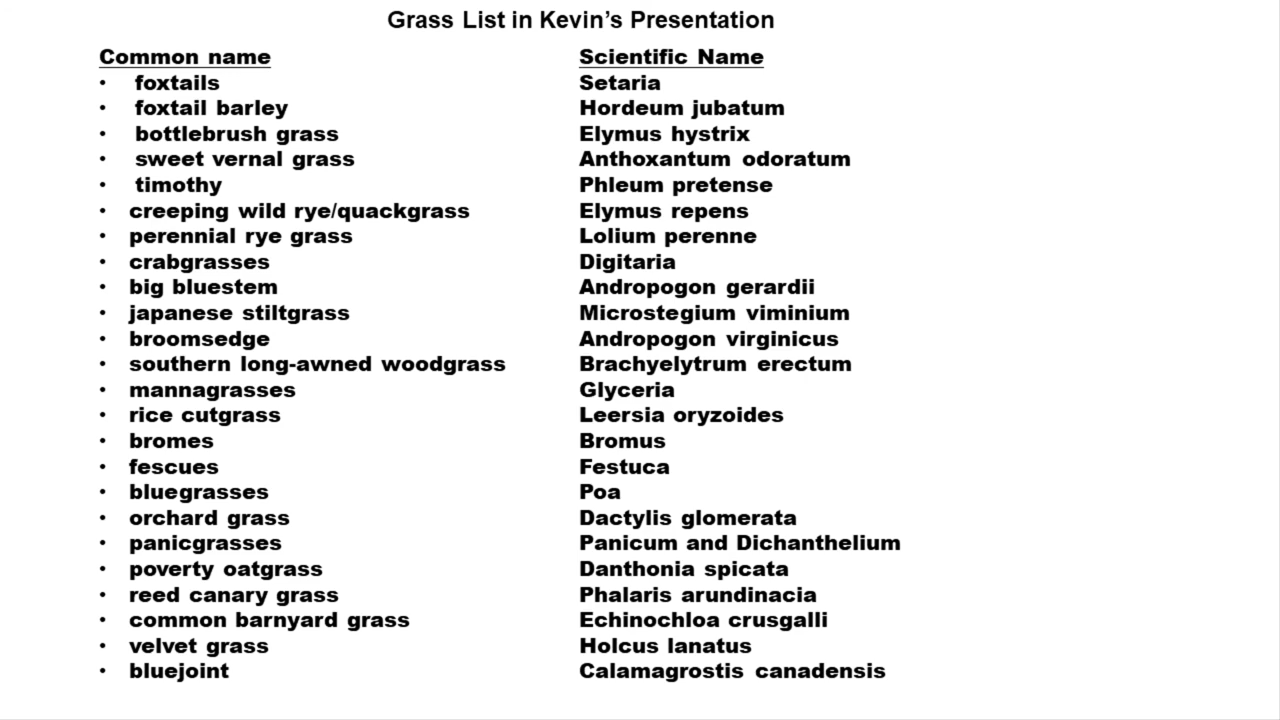 Grass List in Kevin’s Presentation
Common name Scientific Name
• foxtails Setaria
• foxtail barley Hordeum jubatum
• bottlebrush grass Elymus hystrix
• sweet vernal grass Anthoxantum odoratum
• timothy Phleum pretense
• creeping wild rye/quackgrass Elymus repens
• perennial rye grass Lolium perenne
• crabgrasses Digitaria
• big bluestem Andropogon gerardii
• japanese stiltgrass Microstegium viminium
• broomsedge Andropogon virginicus
• southern long-awned woodgrass Brachyelytrum erectum
• mannagrasses Glyceria
• rice cutgrass Leersia oryzoides
• bromes Bromus
• fescues Festuca
• bluegrasses Poa
• orchard grass Dactylis glomerata
• panicgrasses Panicum and Dichanthelium
• poverty oatgrass Danthonia spicata
• reed canary grass Phalaris arundinacia
• common barnyard grass Echinochloa crusgalli
• velvet grass Holcus lanatus
• bluejoint Calamagrostis canadensis